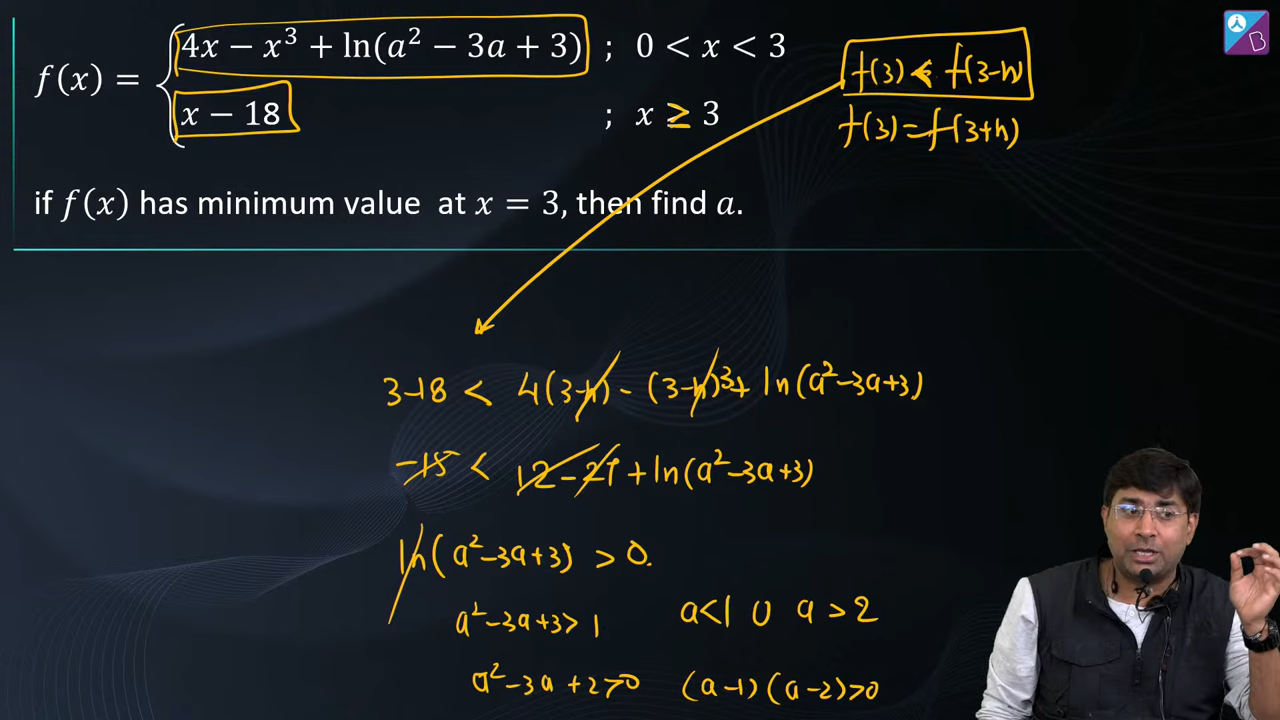 f(x) = { 4x − x³ + ln(a² − 3a + 3) ; 0 < x < 3
x − 18 ; x ≥ 3
f(3) < f(3-h)
f(3) = f(3+h)
if f(x) has minimum value at x = 3, then find a.
3-18 < 4(3-h) - (3-h)³ + ln(a²-3a+3)
-15 < 12-27 + ln(a²-3a+3)
ln(a²-3a+3) > 0.
a²-3a+3 > 1 a<1 ∪ a>2
a²-3a+2>0 (a-1)(a-2)>0
B